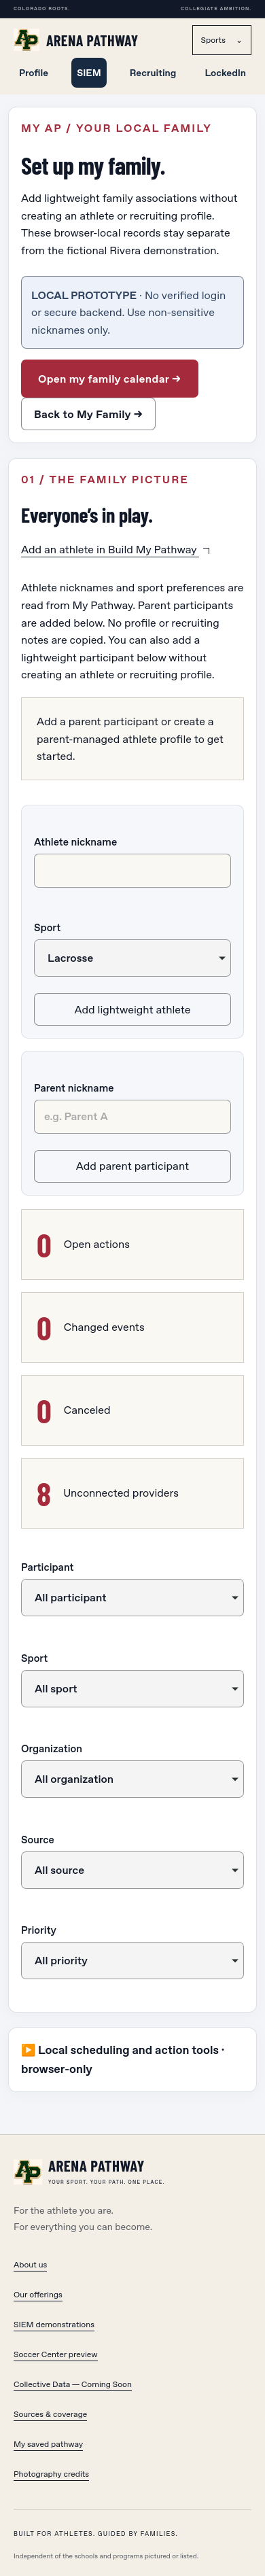 COLORADO ROOTS.
COLLEGIATE AMBITION.
AP ARENA PATHWAY
Sports
Profile
SIEM
Recruiting
LockedIn
MY AP / YOUR LOCAL FAMILY
Set up my family.
Add lightweight family associations without
creating an athlete or recruiting profile.
These browser-local records stay separate
from the fictional Rivera demonstration.
LOCAL PROTOTYPE · No verified login
or secure backend. Use non-sensitive
nicknames only.
Open my family calendar →
Back to My Family →
01 / THE FAMILY PICTURE
Everyone’s in play.
Add an athlete in Build My Pathway
Athlete nicknames and sport preferences are
read from My Pathway. Parent participants
are added below. No profile or recruiting
notes are copied. You can also add a
lightweight participant below without
creating an athlete or recruiting profile.
Add a parent participant or create a
parent-managed athlete profile to get
started.
Athlete nickname
Sport
Lacrosse
Add lightweight athlete
Parent nickname
e.g. Parent A
Add parent participant
0 Open actions
0 Changed events
0 Canceled
8 Unconnected providers
Participant
All participant
Sport
All sport
Organization
All organization
Source
All source
Priority
All priority
▶️ Local scheduling and action tools ·
browser-only
AP ARENA PATHWAY
YOUR SPORT. YOUR PATH. ONE PLACE.
For the athlete you are.
For everything you can become.
About us
Our offerings
SIEM demonstrations
Soccer Center preview
Collective Data — Coming Soon
Sources & coverage
My saved pathway
Photography credits
BUILT FOR ATHLETES. GUIDED BY FAMILIES.
Independent of the schools and programs pictured or listed.